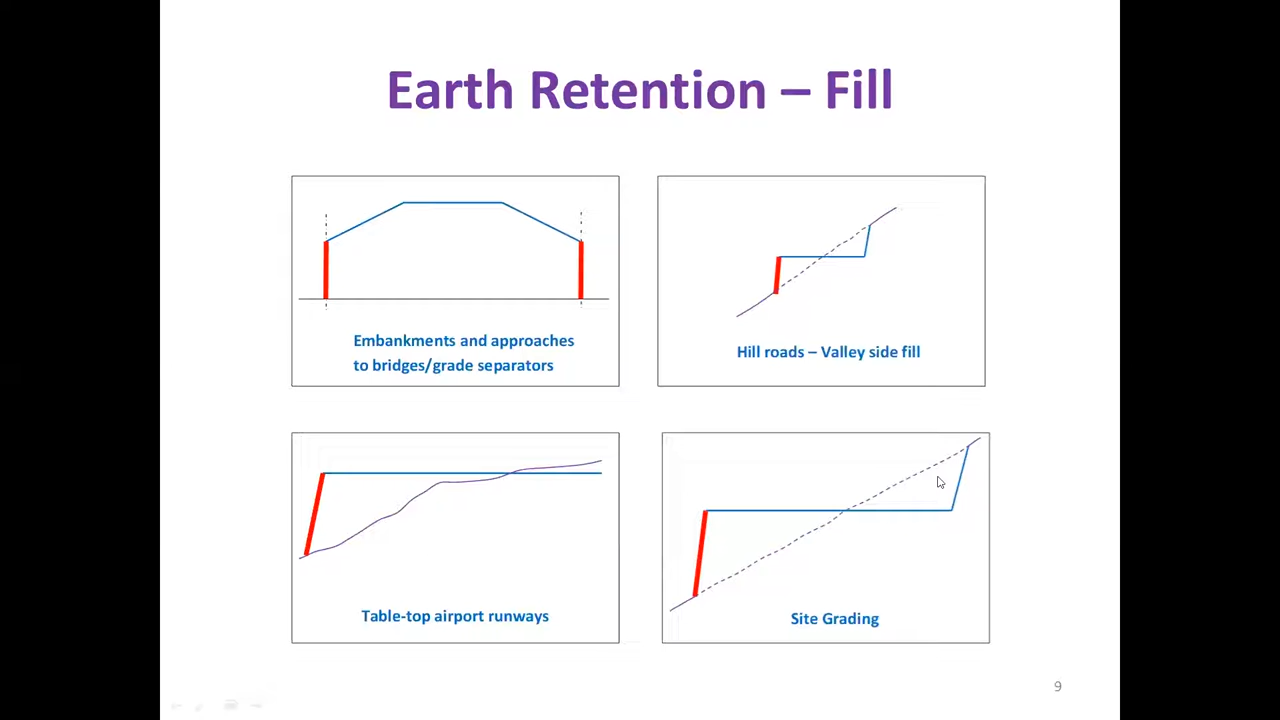 Earth Retention – Fill
Embankments and approaches
to bridges/grade separators
Hill roads – Valley side fill
Table-top airport runways
Site Grading
9